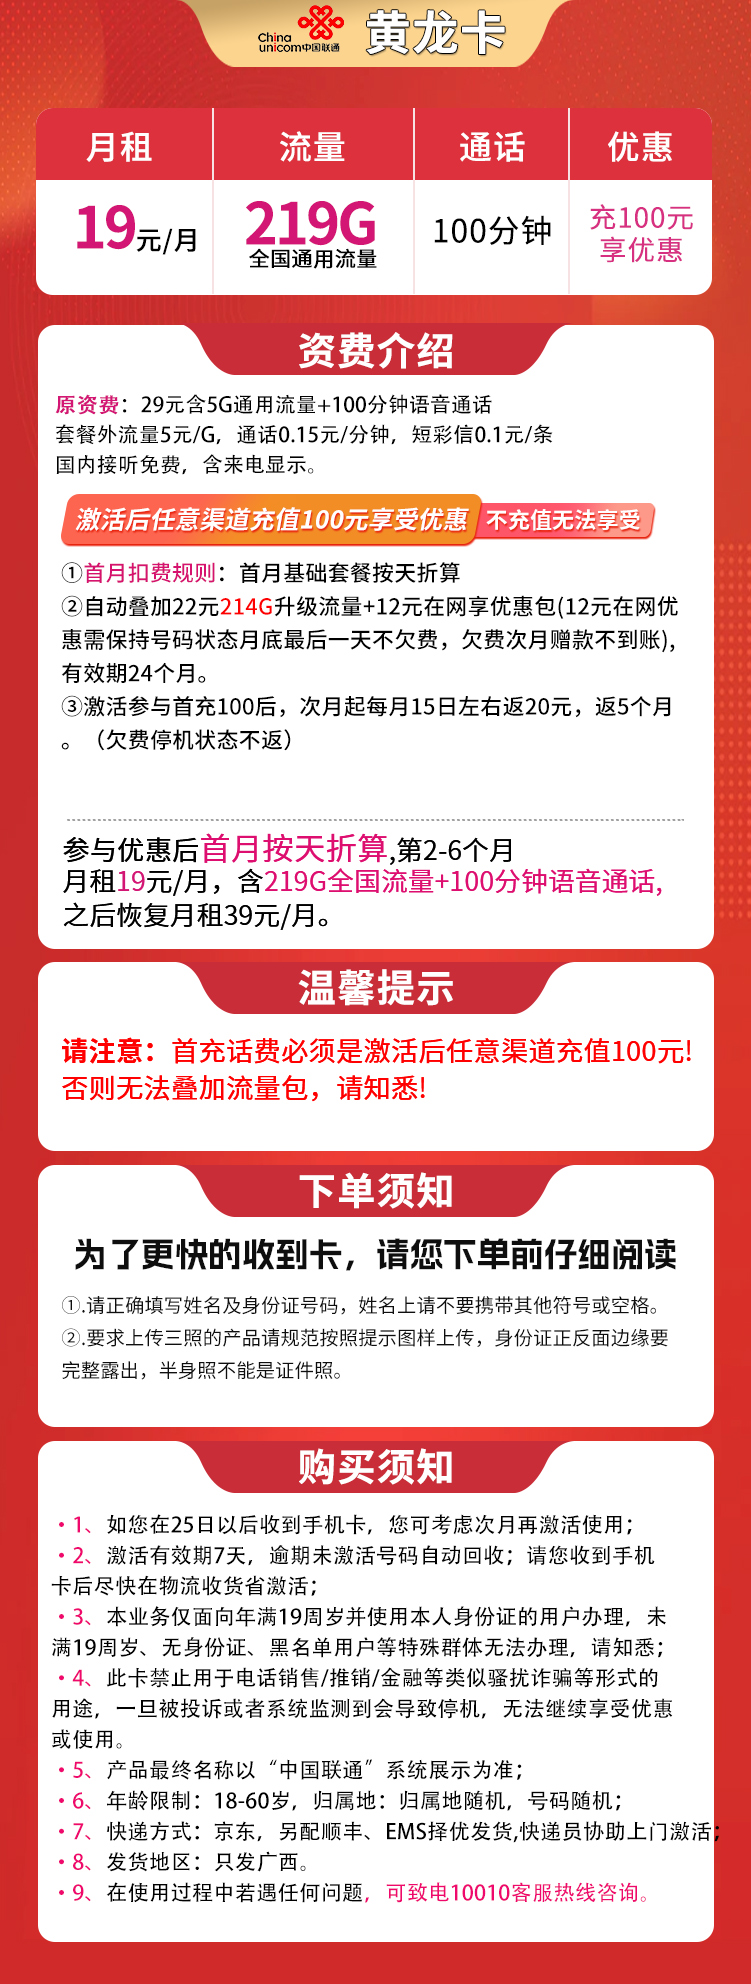 China
unicom中国联通
黄龙卡
月租 流量 通话 优惠
19元/月
219G
全国通用流量
100分钟
充100元
享优惠
资费介绍
原资费：29元含5G通用流量+100分钟语音通话
套餐外流量5元/G，通话0.15元/分钟，短彩信0.1元/条
国内接听免费，含来电显示。
激活后任意渠道充值100元享受优惠 不充值无法享受
①首月扣费规则：首月基础套餐按天折算
②自动叠加22元214G升级流量+12元在网享优惠包(12元在网优
惠需保持号码状态月底最后一天不欠费，欠费次月赠款不到账),
有效期24个月。
③激活参与首充100后，次月起每月15日左右返20元，返5个月
。（欠费停机状态不返）
参与优惠后首月按天折算,第2-6个月
月租19元/月，含219G全国流量+100分钟语音通话,
之后恢复月租39元/月。
温馨提示
请注意：首充话费必须是激活后任意渠道充值100元!
否则无法叠加流量包，请知悉!
下单须知
为了更快的收到卡，请您下单前仔细阅读
①.请正确填写姓名及身份证号码，姓名上请不要携带其他符号或空格。
②.要求上传三照的产品请规范按照提示图样上传，身份证正反面边缘要
完整露出，半身照不能是证件照。
购买须知
·1、如您在25日以后收到手机卡，您可考虑次月再激活使用；
·2、激活有效期7天，逾期未激活号码自动回收；请您收到手机
卡后尽快在物流收货省激活；
·3、本业务仅面向年满19周岁并使用本人身份证的用户办理，未
满19周岁、无身份证、黑名单用户等特殊群体无法办理，请知悉；
·4、此卡禁止用于电话销售/推销/金融等类似骚扰诈骗等形式的
用途，一旦被投诉或者系统监测到会导致停机，无法继续享受优惠
或使用。
·5、产品最终名称以“中国联通”系统展示为准；
·6、年龄限制：18-60岁，归属地：归属地随机，号码随机；
·7、快递方式：京东，另配顺丰、EMS择优发货,快递员协助上门激活；
·8、发货地区：只发广西。
·9、在使用过程中若遇任何问题，可致电10010客服热线咨询。